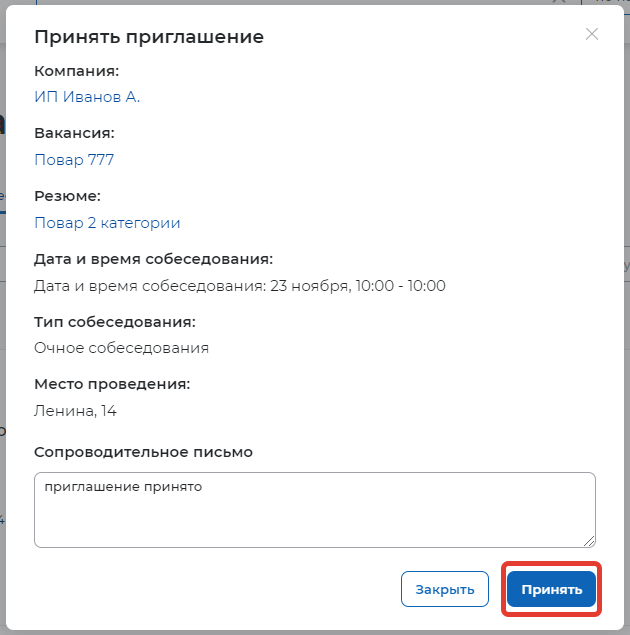 Принять приглашение
Компания:
ИП Иванов А.
Вакансия:
Повар 777
Резюме:
Повар 2 категории
Дата и время собеседования:
Дата и время собеседования: 23 ноября, 10:00 - 10:00
Тип собеседования:
Очное собеседования
Место проведения:
Ленина, 14
Сопроводительное письмо
приглашение принято
Закрыть
Принять